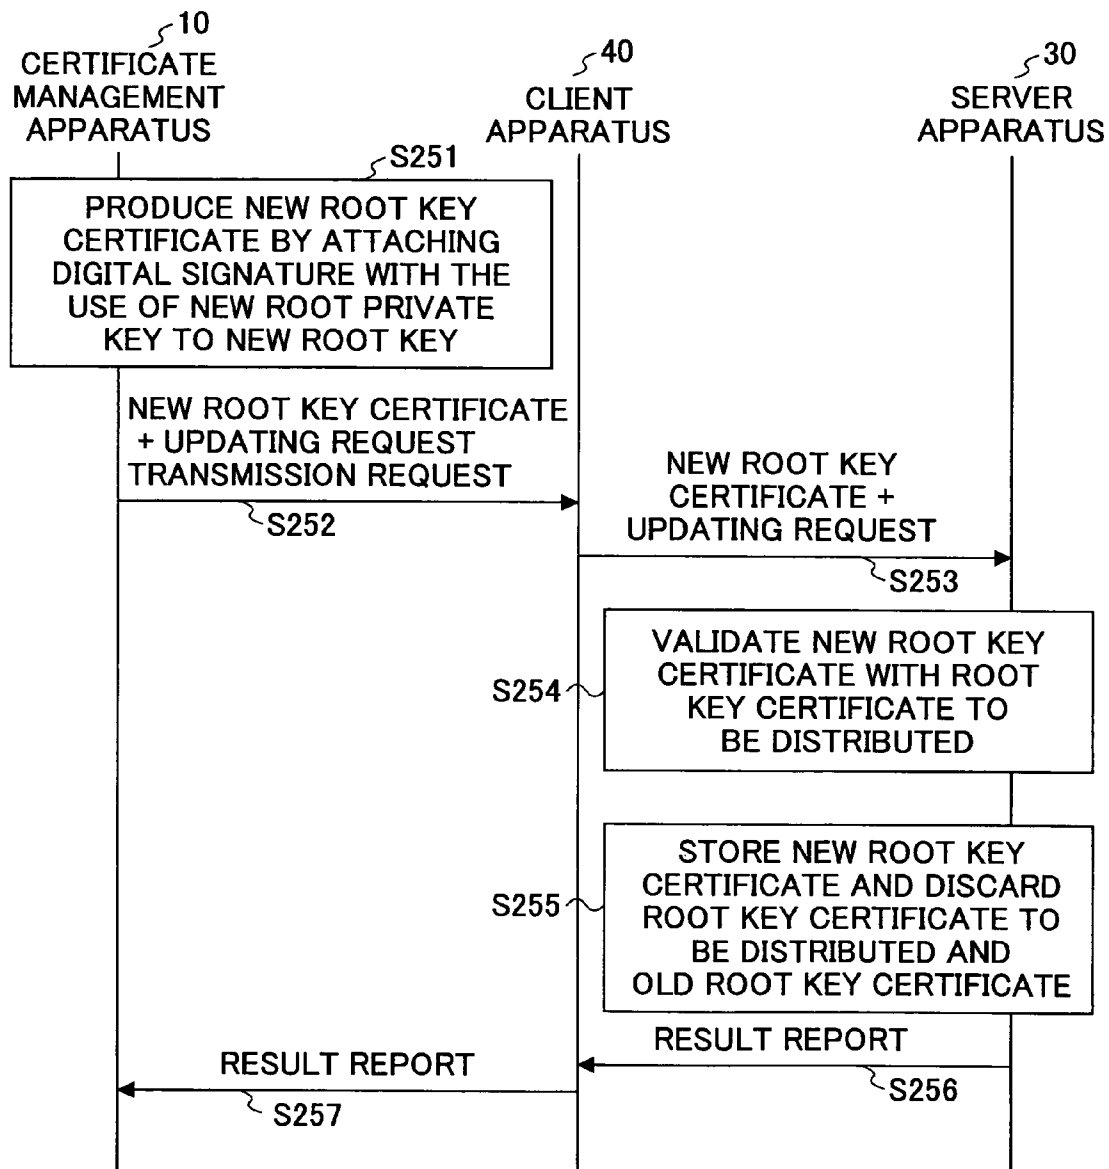 10
CERTIFICATE
MANAGEMENT
APPARATUS
40
CLIENT
APPARATUS
30
SERVER
APPARATUS
S251
PRODUCE NEW ROOT KEY
CERTIFICATE BY ATTACHING
DIGITAL SIGNATURE WITH THE
USE OF NEW ROOT PRIVATE
KEY TO NEW ROOT KEY
NEW ROOT KEY CERTIFICATE
+ UPDATING REQUEST
TRANSMISSION REQUEST
S252
NEW ROOT KEY
CERTIFICATE +
UPDATING REQUEST
S253
S254
VALIDATE NEW ROOT KEY
CERTIFICATE WITH ROOT
KEY CERTIFICATE TO
BE DISTRIBUTED
S255
STORE NEW ROOT KEY
CERTIFICATE AND DISCARD
ROOT KEY CERTIFICATE TO
BE DISTRIBUTED AND
OLD ROOT KEY CERTIFICATE
RESULT REPORT
S256
RESULT REPORT
S257